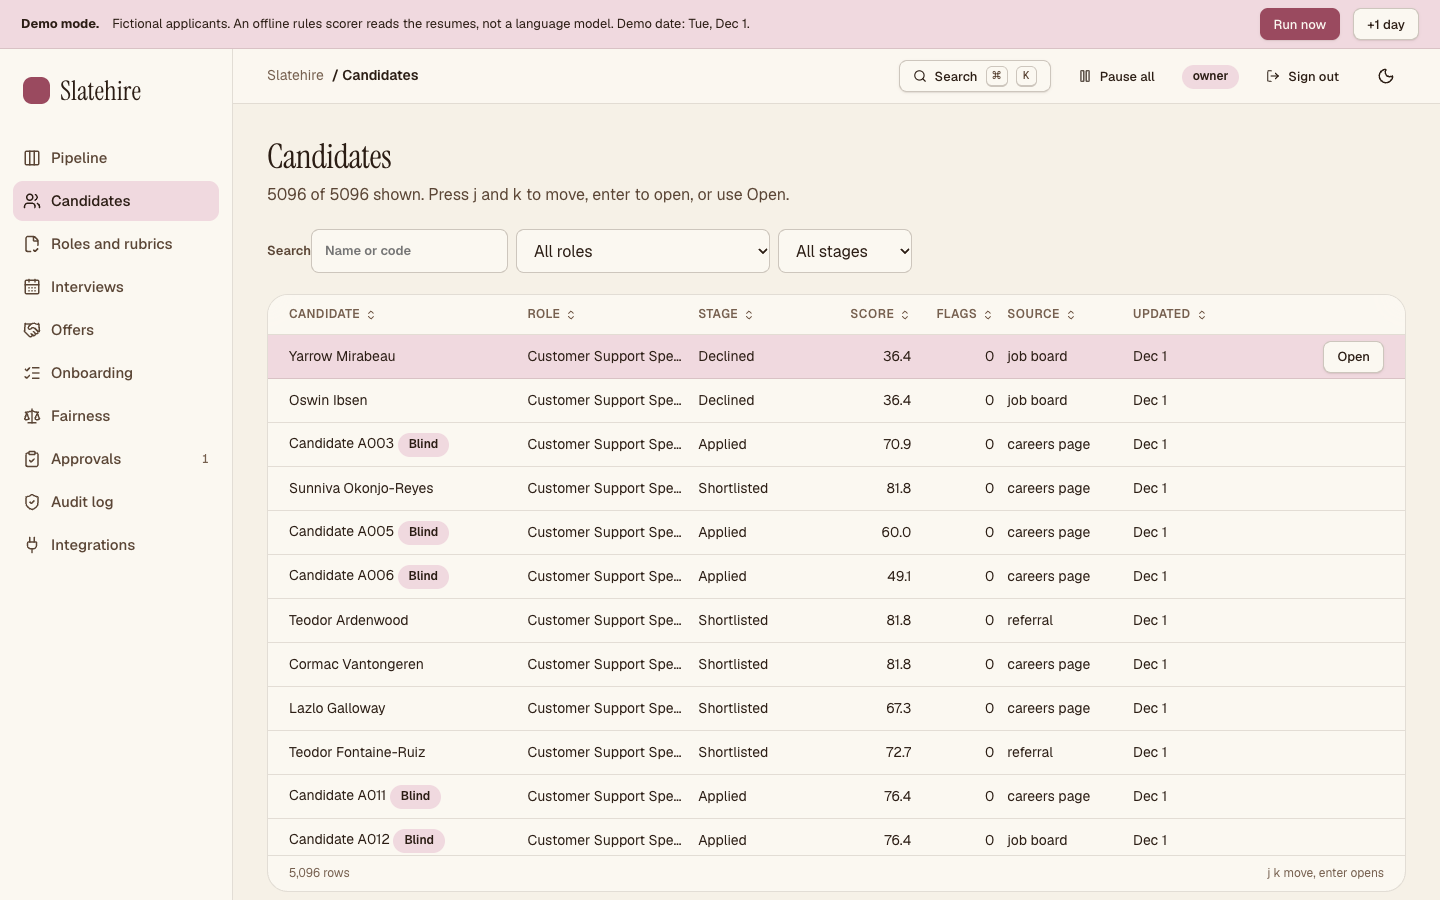 Demo mode. Fictional applicants. An offline rules scorer reads the resumes, not a language model. Demo date: Tue, Dec 1. Run now +1 day
Slatehire
Slatehire / Candidates Search ⌘ K Pause all owner Sign out
Pipeline
Candidates
Roles and rubrics
Interviews
Offers
Onboarding
Fairness
Approvals 1
Audit log
Integrations
Candidates
5096 of 5096 shown. Press j and k to move, enter to open, or use Open.
Search Name or code All roles All stages
CANDIDATE ROLE STAGE SCORE FLAGS SOURCE UPDATED
Yarrow Mirabeau Customer Support Spe… Declined 36.4 0 job board Dec 1 Open
Oswin Ibsen Customer Support Spe… Declined 36.4 0 job board Dec 1
Candidate A003 Blind Customer Support Spe… Applied 70.9 0 careers page Dec 1
Sunniva Okonjo-Reyes Customer Support Spe… Shortlisted 81.8 0 careers page Dec 1
Candidate A005 Blind Customer Support Spe… Applied 60.0 0 careers page Dec 1
Candidate A006 Blind Customer Support Spe… Applied 49.1 0 careers page Dec 1
Teodor Ardenwood Customer Support Spe… Shortlisted 81.8 0 referral Dec 1
Cormac Vantongeren Customer Support Spe… Shortlisted 81.8 0 careers page Dec 1
Lazlo Galloway Customer Support Spe… Shortlisted 67.3 0 careers page Dec 1
Teodor Fontaine-Ruiz Customer Support Spe… Shortlisted 72.7 0 referral Dec 1
Candidate A011 Blind Customer Support Spe… Applied 76.4 0 careers page Dec 1
Candidate A012 Blind Customer Support Spe… Applied 76.4 0 job board Dec 1
5,096 rows j k move, enter opens